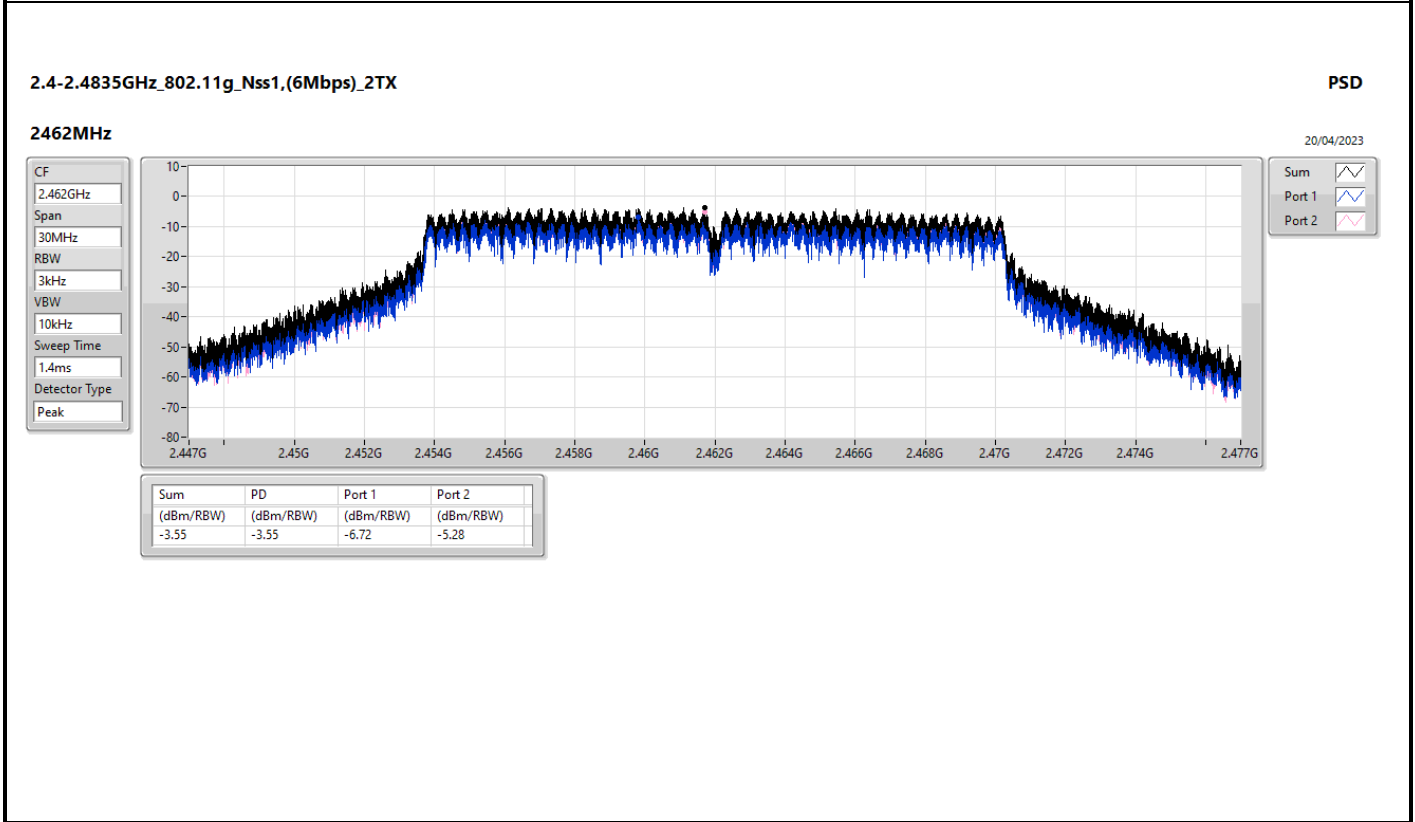 2.4-2.4835GHz_802.11g_Nss1,(6Mbps)_2TX
PSD
2462MHz
20/04/2023
CF
2.462GHz
Span
30MHz
RBW
3kHz
VBW
10kHz
Sweep Time
1.4ms
Detector Type
Peak
10
0
-10
-20
-30
-40
-50
-60
-70
-80
2.447G 2.45G 2.452G 2.454G 2.456G 2.458G 2.46G 2.462G 2.464G 2.466G 2.468G 2.47G 2.472G 2.474G 2.477G
Sum
Port 1
Port 2
Sum PD Port 1 Port 2
(dBm/RBW) (dBm/RBW) (dBm/RBW) (dBm/RBW)
-3.55 -3.55 -6.72 -5.28